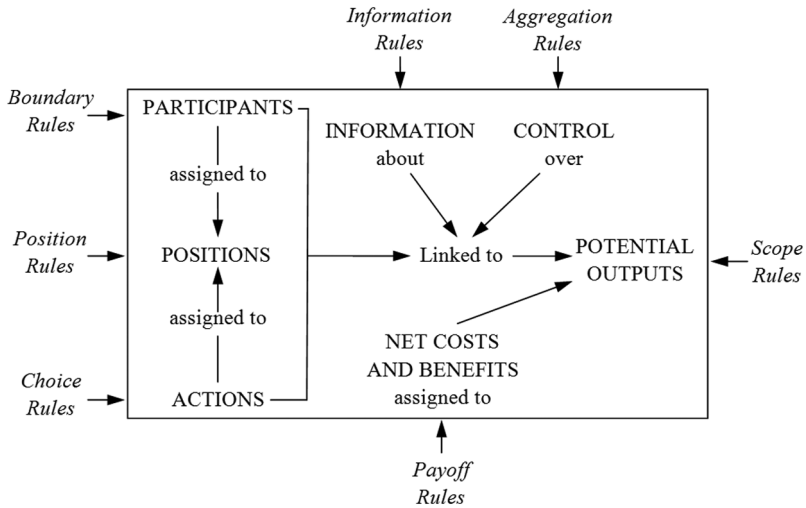 Information
Rules
Aggregation
Rules
Boundary
Rules
PARTICIPANTS
INFORMATION
about
CONTROL
over
assigned to
Position
Rules
POSITIONS
Linked to
POTENTIAL
OUTPUTS
Scope
Rules
assigned to
NET COSTS
AND BENEFITS
assigned to
Choice
Rules
ACTIONS
Payoff
Rules